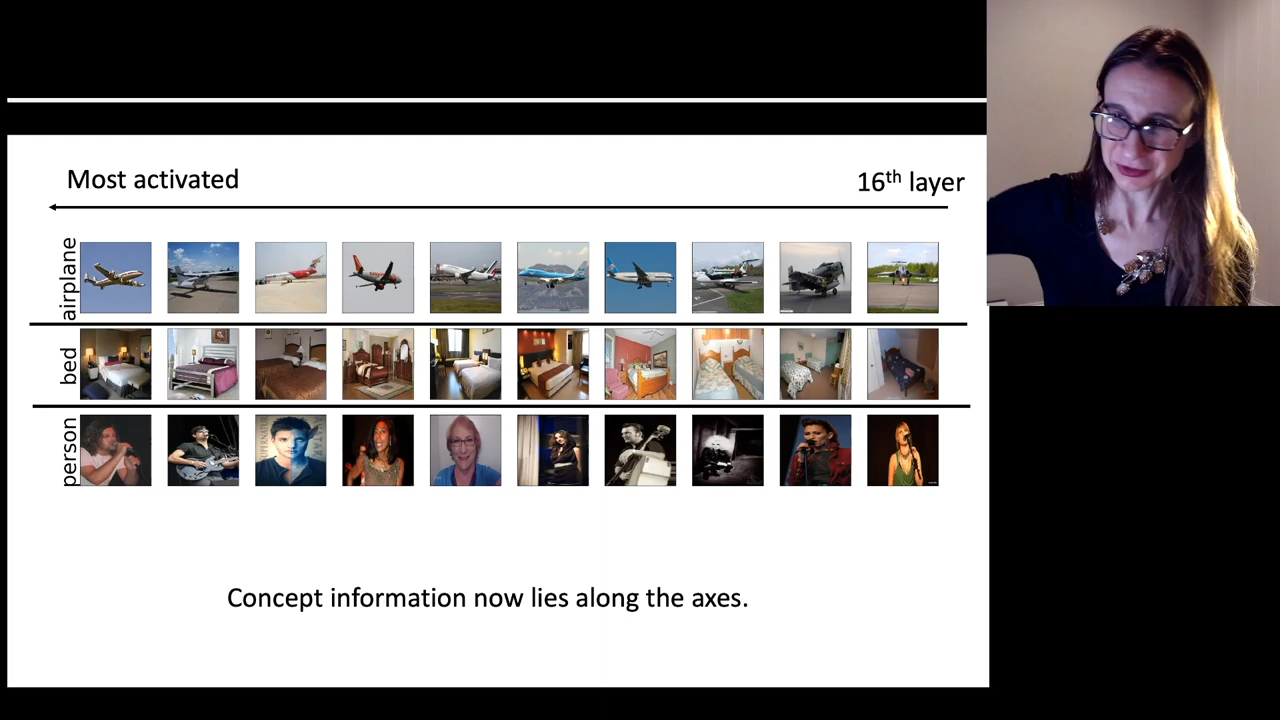 Most activated
16th layer
airplane
bed
person
Concept information now lies along the axes.